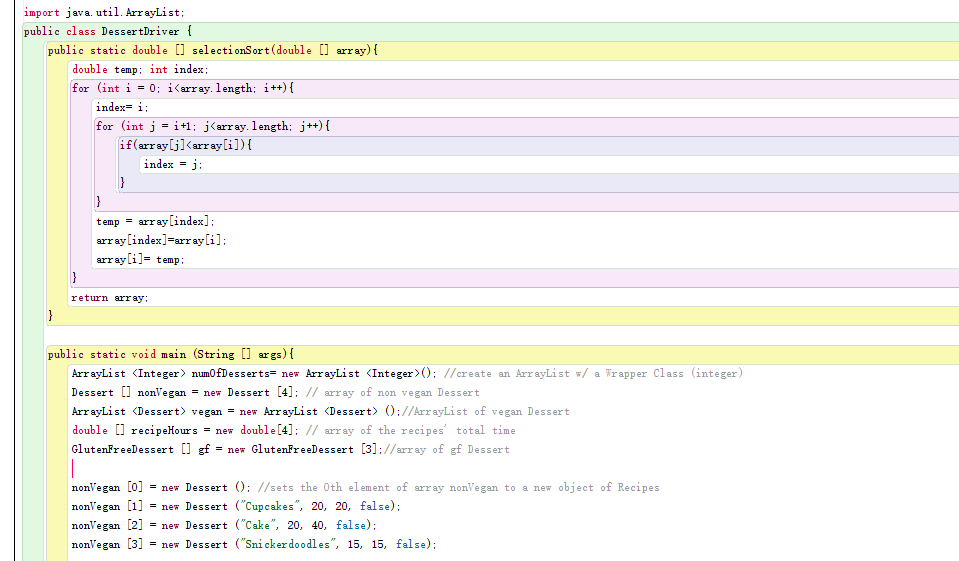 import java.util.ArrayList;
public class DessertDriver {
public static double [] selectionSort(double [] array){
double temp; int index;
for (int i = 0; i<array.length; i++){
index= i;
for (int j = i+1; j<array.length; j++){
if(array[j]<array[i]){
index = j;
}
}
temp = array[index];
array[index]=array[i];
array[i]= temp;
}
return array;
}
public static void main (String [] args){
ArrayList <Integer> numOfDesserts= new ArrayList <Integer>(); //create an ArrayList w/ a Wrapper Class (integer)
Dessert [] nonVegan = new Dessert [4]; // array of non vegan Dessert
ArrayList <Dessert> vegan = new ArrayList <Dessert> ();//ArrayList of vegan Dessert
double [] recipeHours = new double[4]; // array of the recipes' total time
GlutenFreeDessert [] gf = new GlutenFreeDessert [3];//array of gf Dessert
nonVegan [0] = new Dessert (); //sets the 0th element of array nonVegan to a new object of Recipes
nonVegan [1] = new Dessert ("Cupcakes", 20, 20, false);
nonVegan [2] = new Dessert ("Cake", 20, 40, false);
nonVegan [3] = new Dessert ("Snickerdoodles", 15, 15, false);